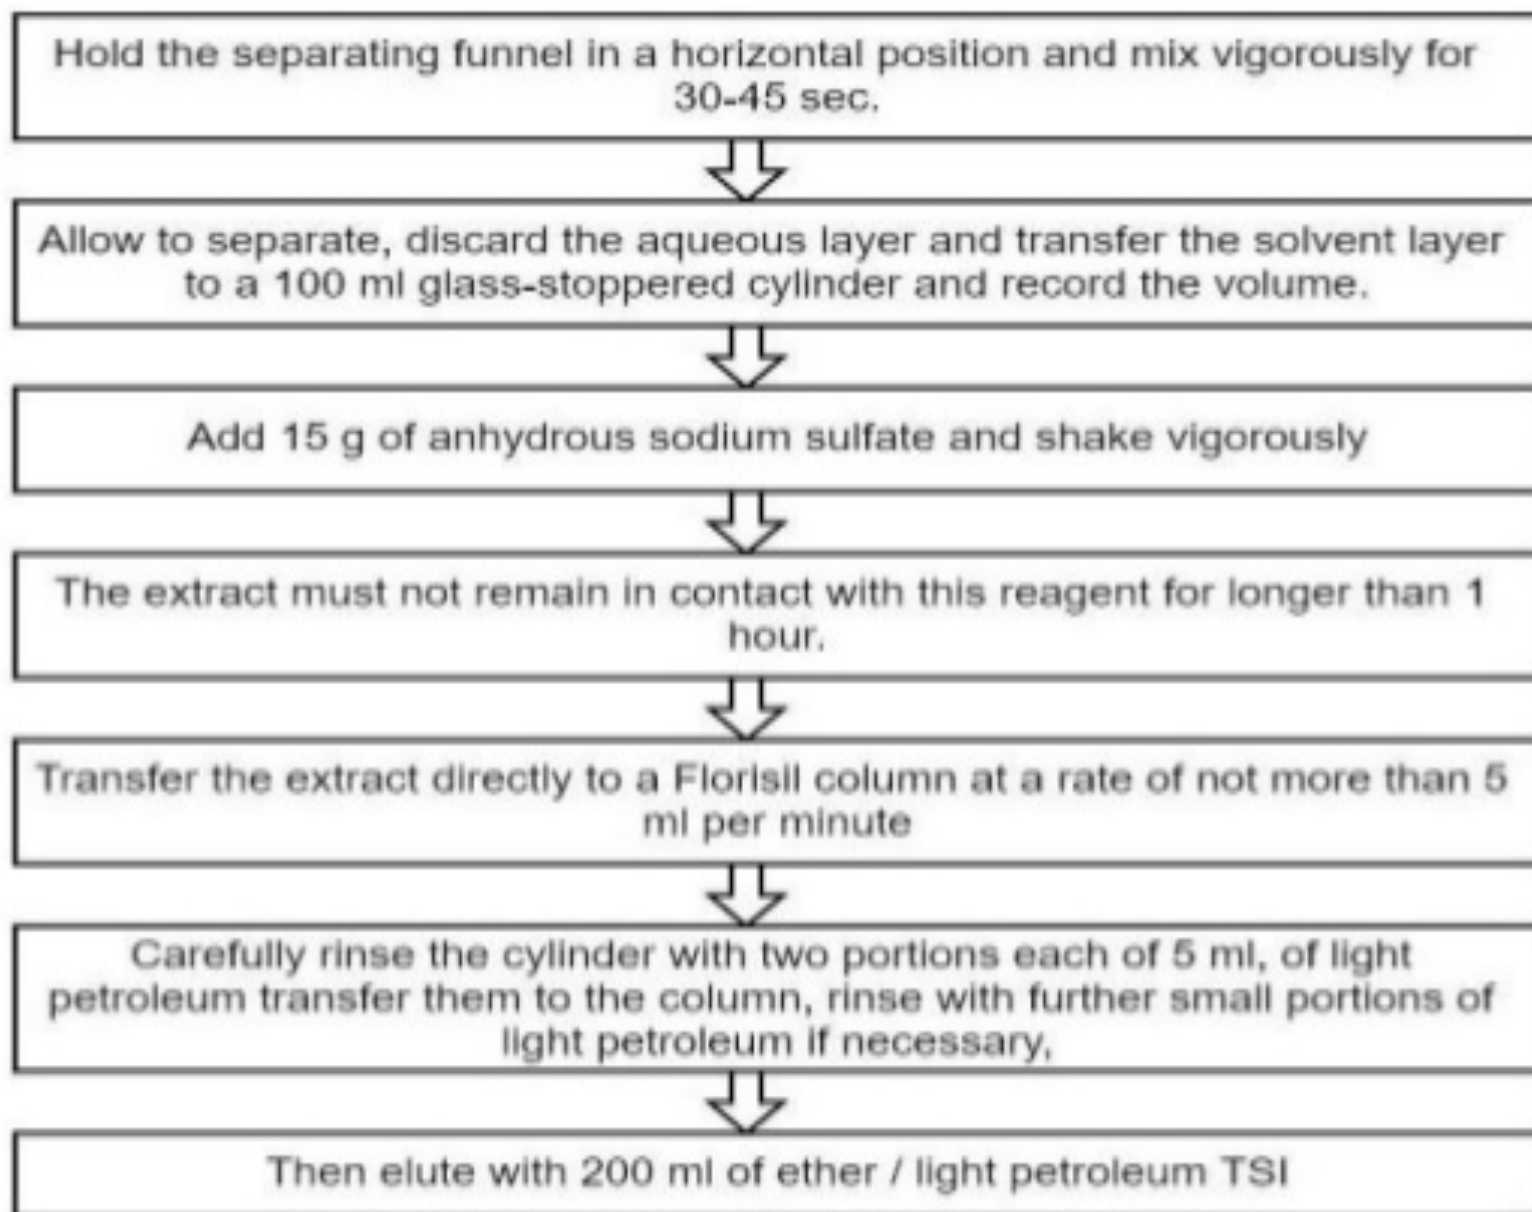 Hold the separating funnel in a horizontal position and mix vigorously for
30-45 sec.
Allow to separate, discard the aqueous layer and transfer the solvent layer
to a 100 ml glass-stoppered cylinder and record the volume.
Add 15 g of anhydrous sodium sulfate and shake vigorously
The extract must not remain in contact with this reagent for longer than 1
hour.
Transfer the extract directly to a Florisil column at a rate of not more than 5
ml per minute
Carefully rinse the cylinder with two portions each of 5 ml, of light
petroleum transfer them to the column, rinse with further small portions of
light petroleum if necessary,
Then elute with 200 ml of ether / light petroleum TSI